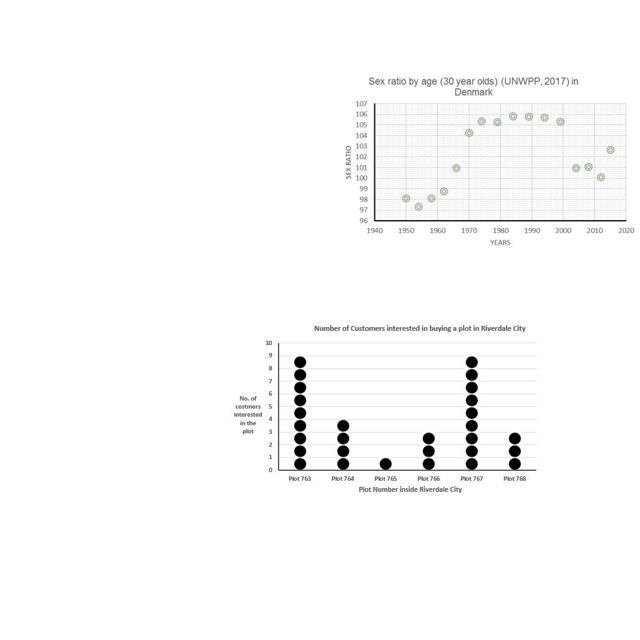 Sex ratio by age (30 year olds) (UNWPP, 2017) in
Denmark
107
106
105
104
103
102
101
100
99
98
97
96
SEX RATIO
1940 1950 1960 1970 1980 1990 2000 2010 2020
YEARS
Number of Customers interested in buying a plot in Riverdale City
10
9
8
7
6
5
4
3
2
1
0
No. of
costmers
interested
in the
plot
Plot 763 Plot 764 Plot 765 Plot 766 Plot 767 Plot 768
Plot Number inside Riverdale City